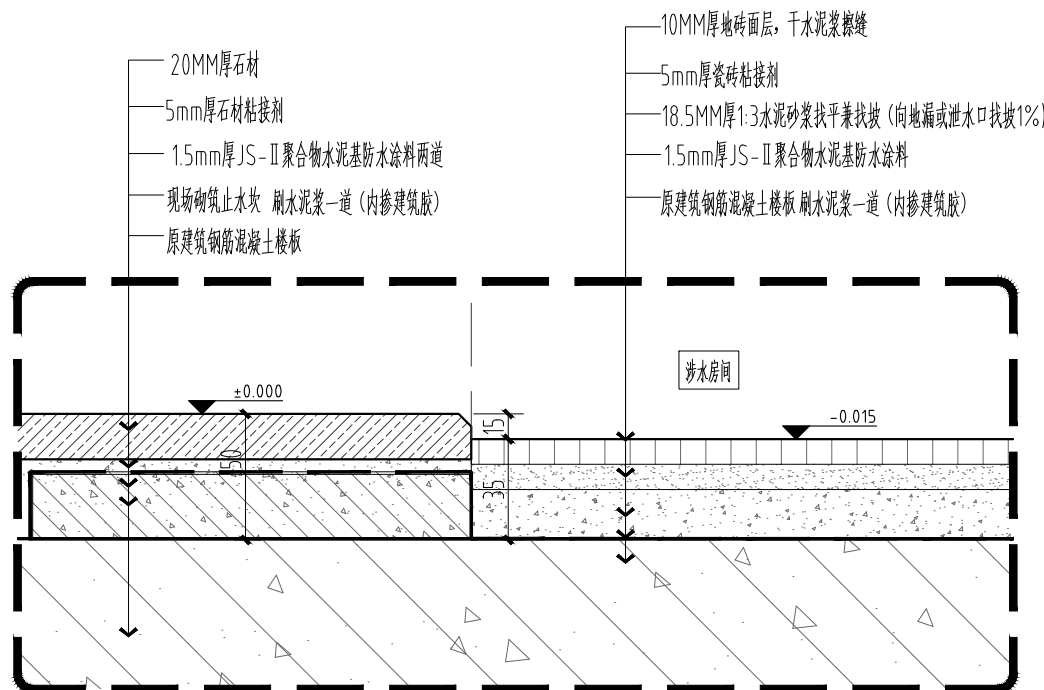 20MM厚石材
5mm厚石材粘接剂
1.5mm厚JS-Ⅱ聚合物水泥基防水涂料两道
现场砌筑止水坎 刷水泥浆一道（内掺建筑胶）
原建筑钢筋混凝土楼板
10MM厚地砖面层，干水泥浆擦缝
5mm厚瓷砖粘接剂
18.5MM厚1:3水泥砂浆找平兼找坡（向地漏或泄水口找坡1%）
1.5mm厚JS-Ⅱ聚合物水泥基防水涂料
原建筑钢筋混凝土楼板 刷水泥浆一道（内掺建筑胶）
涉水房间
±0.000
15
-0.015
50
35